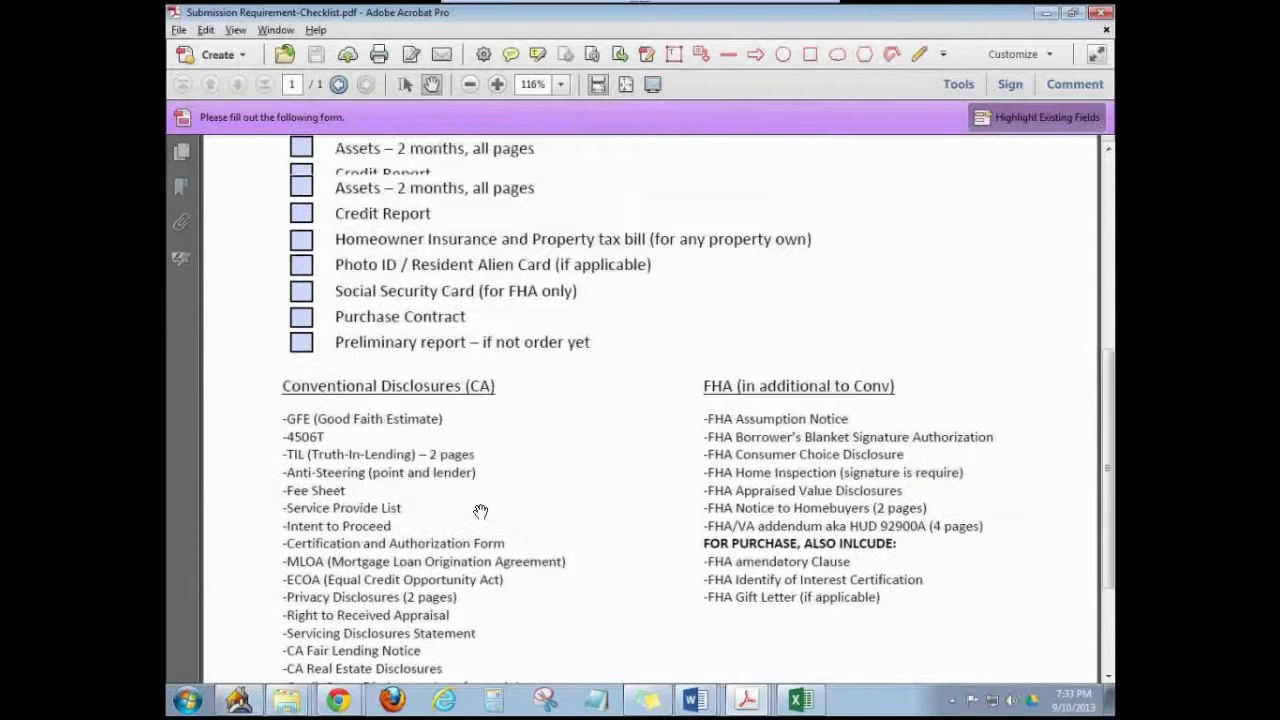 Submission Requirement-Checklist.pdf - Adobe Acrobat Pro
File Edit View Window Help
Create Customize
1 / 1 116% Tools Sign Comment
Please fill out the following form. Highlight Existing Fields
Assets – 2 months, all pages
Credit Report
Assets – 2 months, all pages
Credit Report
Homeowner Insurance and Property tax bill (for any property own)
Photo ID / Resident Alien Card (if applicable)
Social Security Card (for FHA only)
Purchase Contract
Preliminary report – if not order yet
Conventional Disclosures (CA)
-GFE (Good Faith Estimate)
-4506T
-TIL (Truth-In-Lending) – 2 pages
-Anti-Steering (point and lender)
-Fee Sheet
-Service Provide List
-Intent to Proceed
-Certification and Authorization Form
-MLOA (Mortgage Loan Origination Agreement)
-ECOA (Equal Credit Opportunity Act)
-Privacy Disclosures (2 pages)
-Right to Received Appraisal
-Servicing Disclosures Statement
-CA Fair Lending Notice
-CA Real Estate Disclosures
FHA (in additional to Conv)
-FHA Assumption Notice
-FHA Borrower's Blanket Signature Authorization
-FHA Consumer Choice Disclosure
-FHA Home Inspection (signature is require)
-FHA Appraised Value Disclosures
-FHA Notice to Homebuyers (2 pages)
-FHA/VA addendum aka HUD 92900A (4 pages)
FOR PURCHASE, ALSO INLCUDE:
-FHA amendatory Clause
-FHA Identify of Interest Certification
-FHA Gift Letter (if applicable)
7:33 PM
9/10/2013